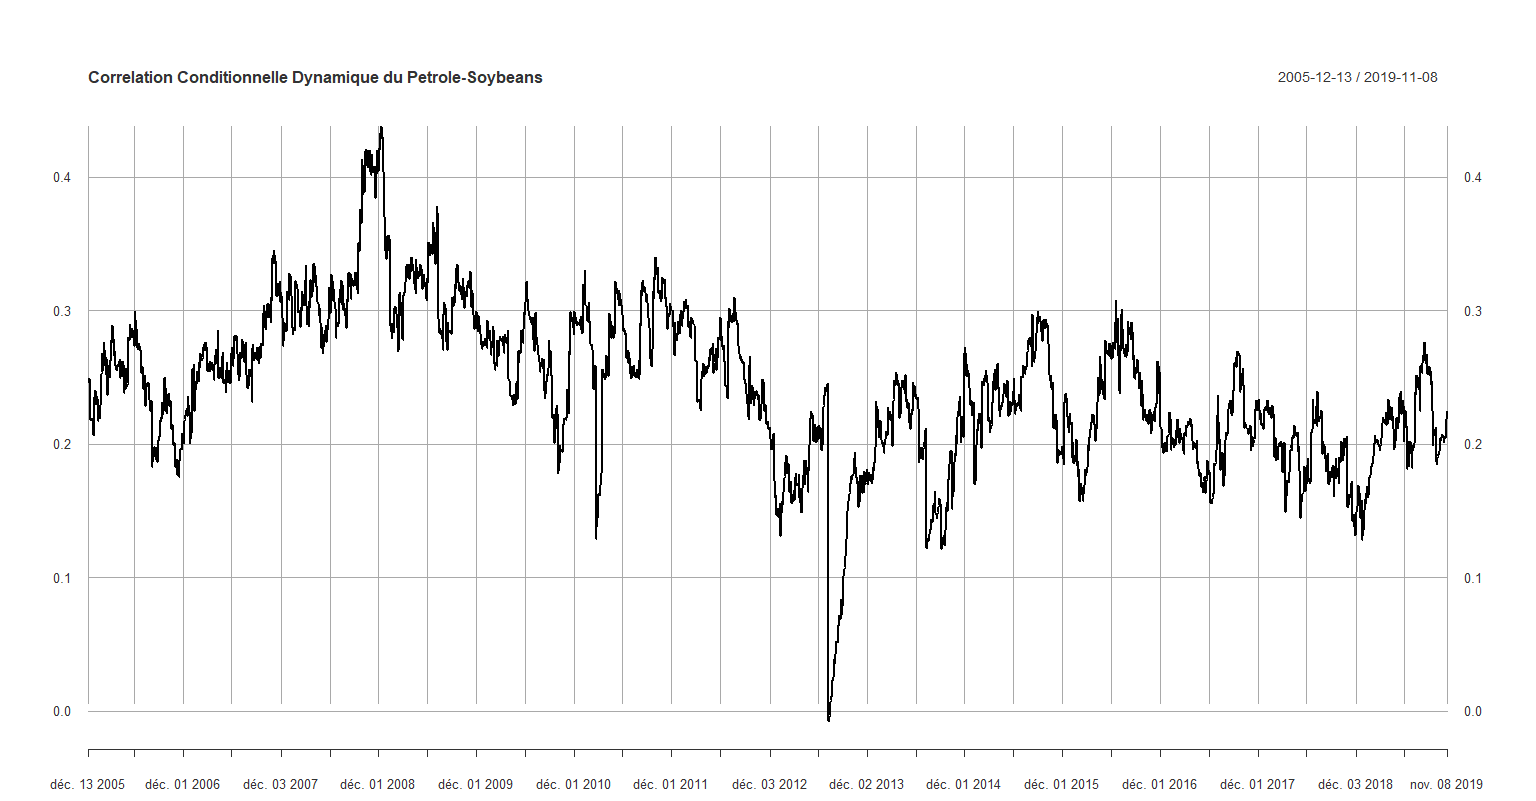 Correlation Conditionnelle Dynamique du Petrole-Soybeans 2005-12-13 / 2019-11-08
0.4 0.4
0.3 0.3
0.2 0.2
0.1 0.1
0.0 0.0
déc. 13 2005 déc. 01 2006 déc. 03 2007 déc. 01 2008 déc. 01 2009 déc. 01 2010 déc. 01 2011 déc. 03 2012 déc. 02 2013 déc. 01 2014 déc. 01 2015 déc. 01 2016 déc. 01 2017 déc. 03 2018 nov. 08 2019